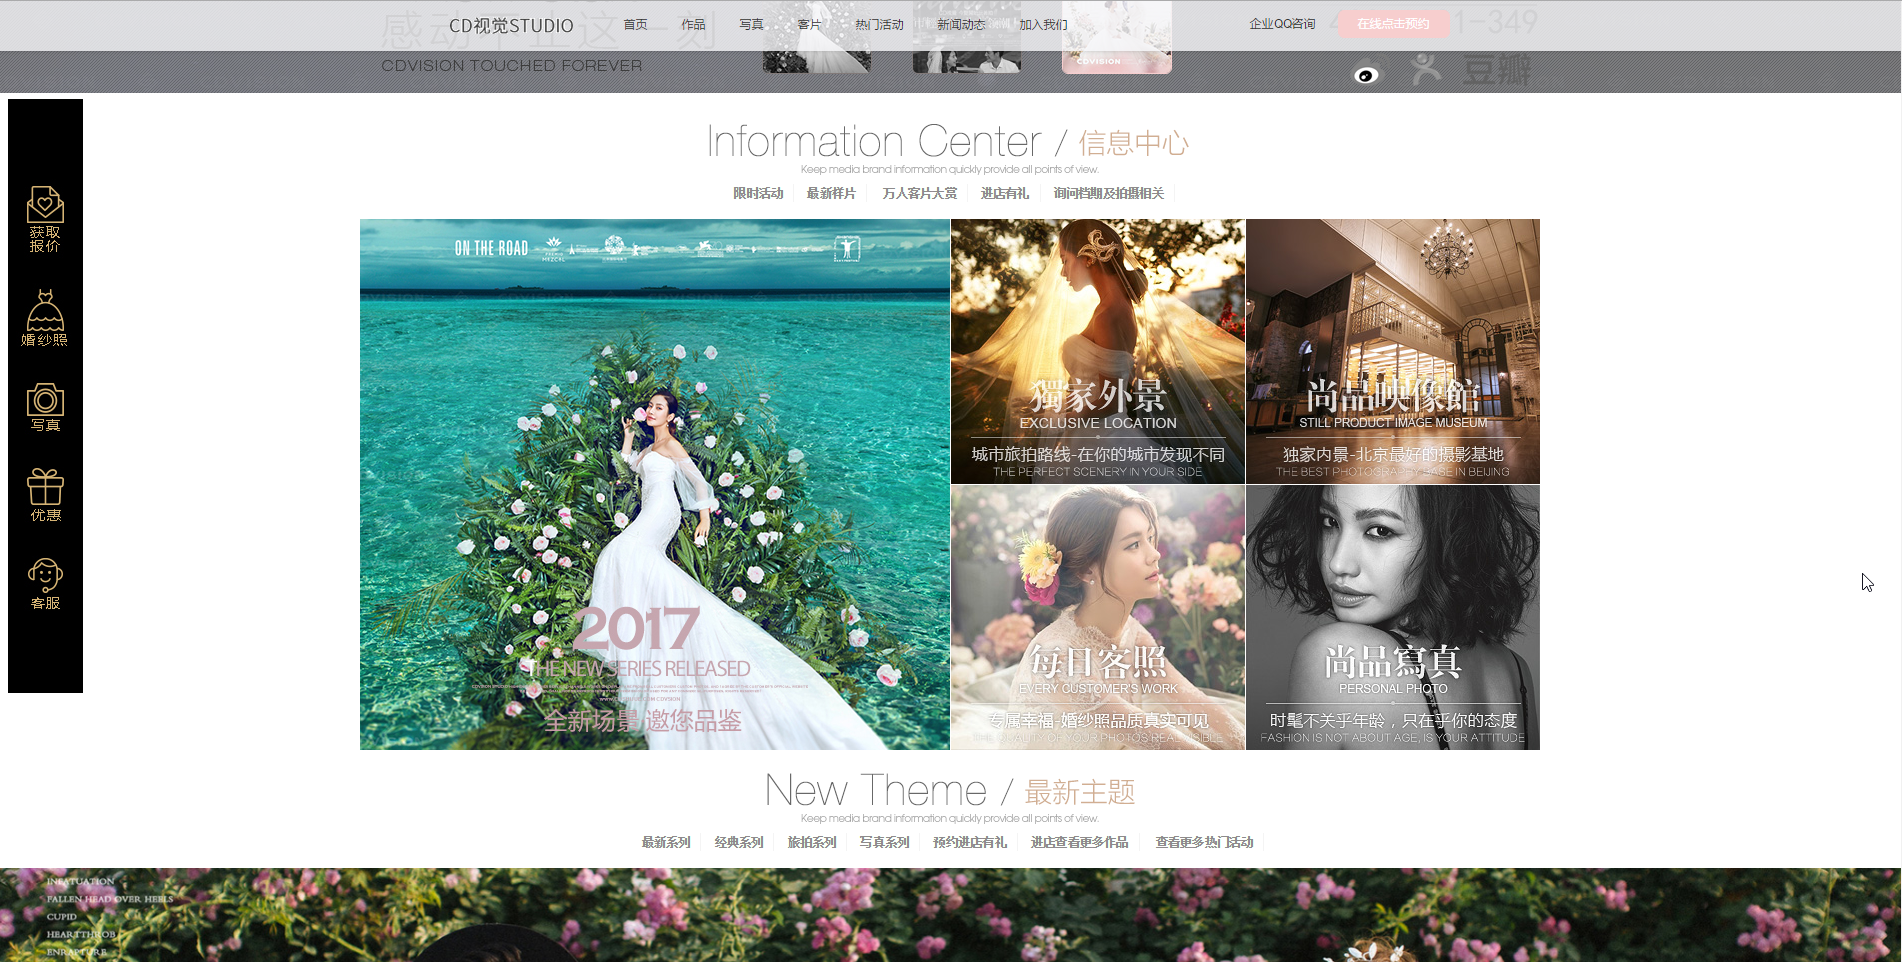 CD视觉STUDIO
首页
作品
写真
客片
热门活动
新闻动态
加入我们
企业QQ咨询
在线点击预约
1-349
CDVISION TOUCHED FOREVER
CDVISION
豆瓣
获取
报价
婚纱照
写真
优惠
客服
Information Center / 信息中心
Keep media brand information quickly provide all points of view.
限时活动
最新样片
万人客片大赏
进店有礼
询问档期及拍摄相关
ON THE ROAD
2017
THE NEW SERIES RELEASED
全新场景 邀您品鉴
獨家外景
EXCLUSIVE LOCATION
城市旅拍路线-在你的城市发现不同
THE PERFECT SCENERY IN YOUR SIDE
尚品映像館
STILL PRODUCT IMAGE MUSEUM
独家内景-北京最好的摄影基地
THE BEST PHOTOGRAPHY BASE IN BEIJING
每日客照
EVERY CUSTOMER'S WORK
专属幸福-婚纱照品质真实可见
THE QUALITY OF YOUR PHOTOS REAL VISIBLE
尚品寫真
PERSONAL PHOTO
时髦不关乎年龄，只在乎你的态度
FASHION IS NOT ABOUT AGE, IS YOUR ATTITUDE
New Theme / 最新主题
Keep media brand information quickly provide all points of view.
最新系列
经典系列
旅拍系列
写真系列
预约进店有礼
进店查看更多作品
查看更多热门活动
INFATUATION
FALLEN HEAD OVER HEELS
CUPID
HEARTTHROB
ENRAPTURE